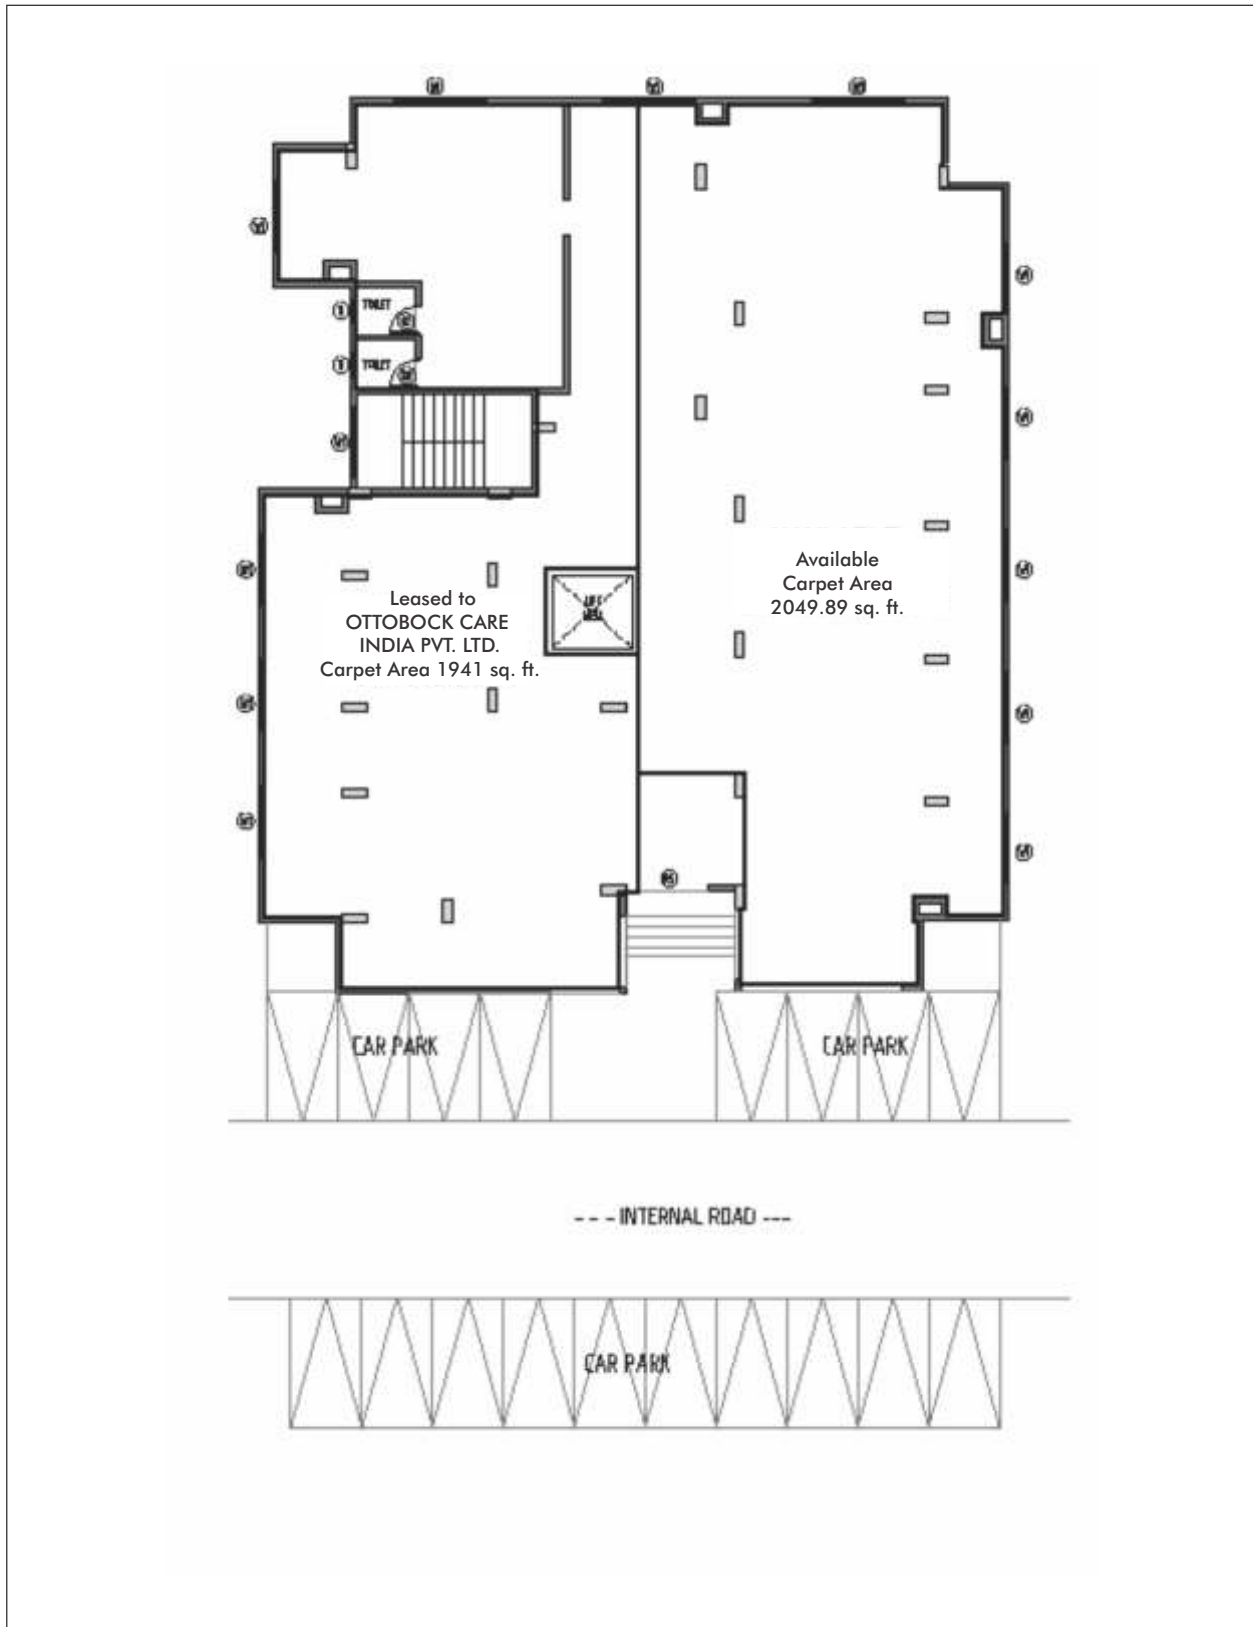 TOILET
TOILET
Available
Carpet Area
2049.89 sq. ft.
Leased to
OTTOBOCK CARE
INDIA PVT. LTD.
Carpet Area 1941 sq. ft.
CAR PARK
CAR PARK
--- INTERNAL ROAD ---
CAR PARK